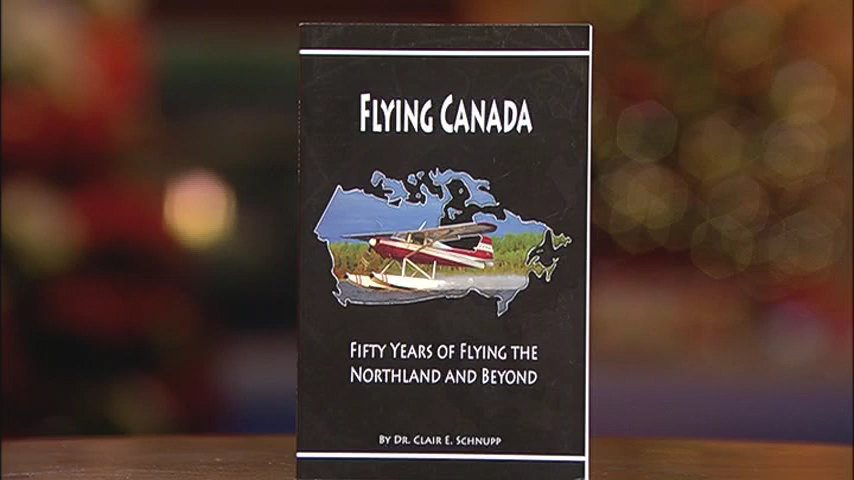 FLYING CANADA
FIFTY YEARS OF FLYING THE
NORTHLAND AND BEYOND
BY DR. CLAIR E. SCHNUPP